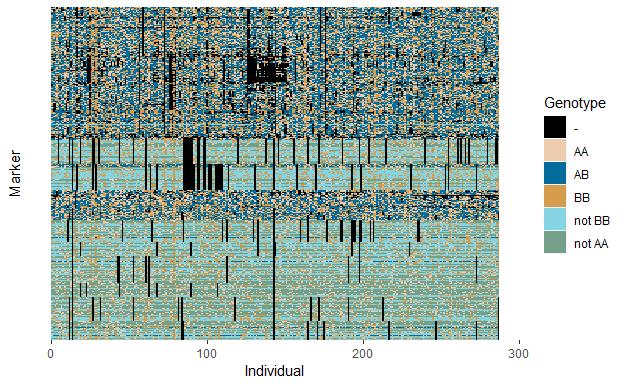 Marker
0
100
200
300
Individual
Genotype
-
AA
AB
BB
not BB
not AA